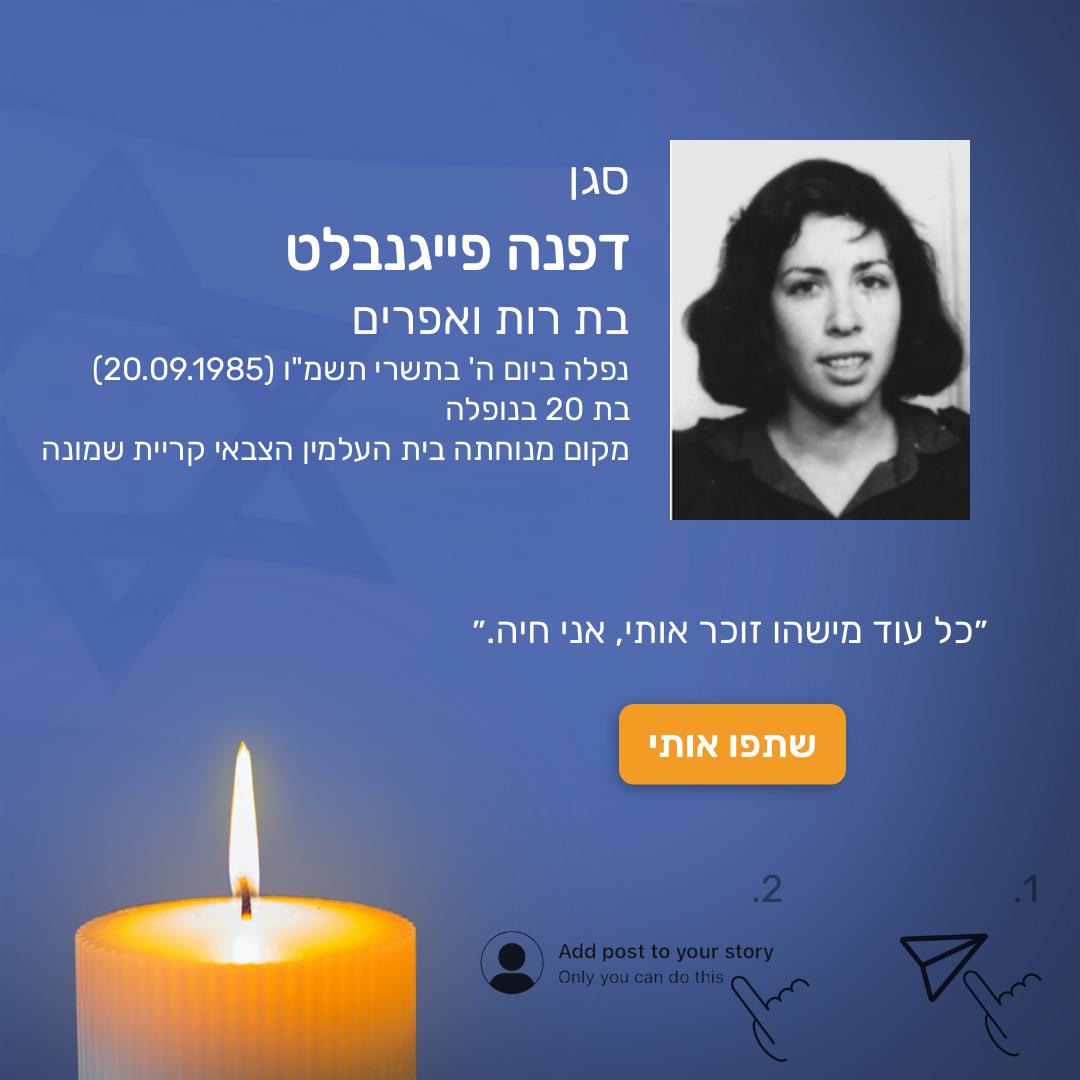 סגן
דפנה פייגנבלט
בת רות ואפרים
נפלה ביום ה' בתשרי תשמ"ו (20.09.1985)
בת 20 בנופלה
מקום מנוחתה בית העלמין הצבאי קריית שמונה
״כל עוד מישהו זוכר אותי, אני חיה.״
שתפו אותי
.1
.2
Add post to your story
Only you can do this